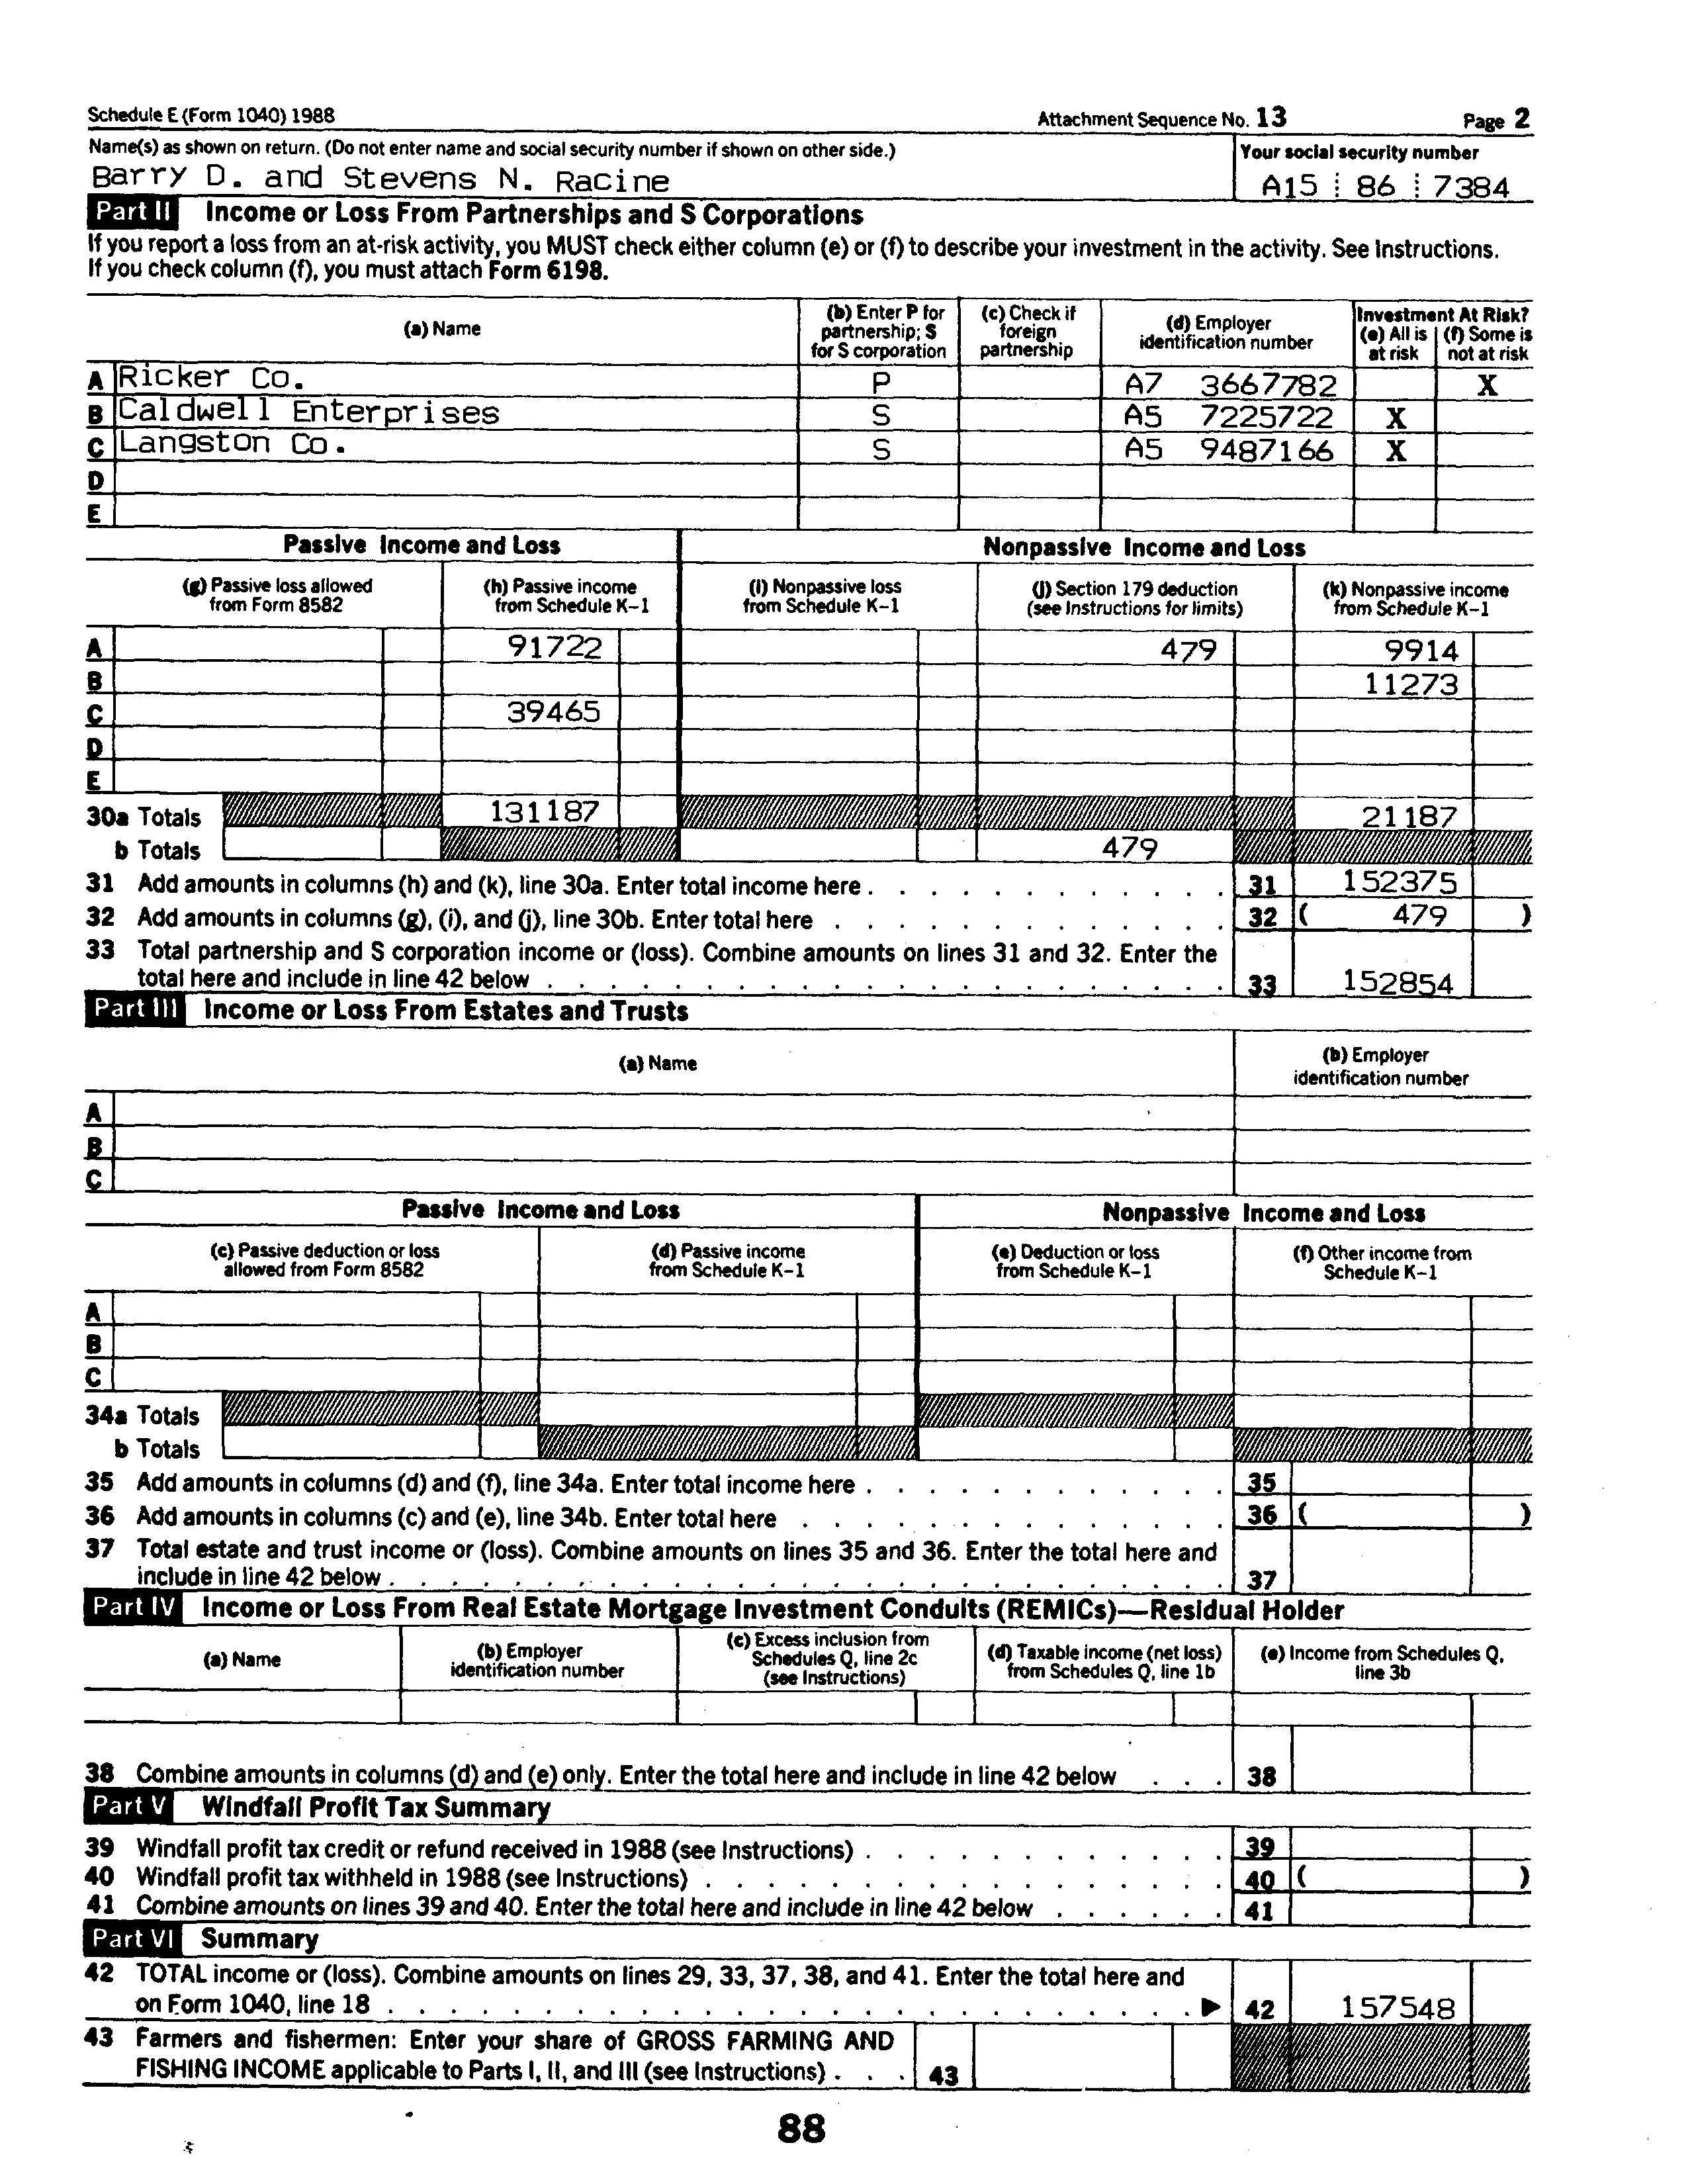 Schedule E (Form 1040) 1988 Attachment Sequence No. 13 Page 2
Name(s) as shown on return. (Do not enter name and social security number if shown on other side.) Your social security number
Barry D. and Stevens N. Racine A15 86 7384
Part II Income or Loss From Partnerships and S Corporations
If you report a loss from an at-risk activity, you MUST check either column (e) or (f) to describe your investment in the activity. See Instructions.
If you check column (f), you must attach Form 6198.
(a) Name
(b) Enter P for partnership; S for S corporation
(c) Check if foreign partnership
(d) Employer identification number
Investment At Risk?
(e) All is at risk
(f) Some is not at risk
A Ricker Co. P A7 3667782 X
B Caldwell Enterprises S A5 7225722 X
C Langston Co. S A5 9487166 X
D
E
Passive Income and Loss Nonpassive Income and Loss
(g) Passive loss allowed from Form 8582
(h) Passive income from Schedule K-1
(i) Nonpassive loss from Schedule K-1
(j) Section 179 deduction (see Instructions for limits)
(k) Nonpassive income from Schedule K-1
A 91722 479 9914
B 11273
C 39465
D
E
30a Totals 131187 21187
b Totals 479
31 Add amounts in columns (h) and (k), line 30a. Enter total income here . . . . . . . . . . . . 31 152375
32 Add amounts in columns (g), (i), and (j), line 30b. Enter total here . . . . . . . . . . . . . 32 ( 479 )
33 Total partnership and S corporation income or (loss). Combine amounts on lines 31 and 32. Enter the
total here and include in line 42 below . . . . . . . . . . . . . . . . . . . . . . 33 152854
Part III Income or Loss From Estates and Trusts
(a) Name
(b) Employer identification number
A
B
C
Passive Income and Loss Nonpassive Income and Loss
(c) Passive deduction or loss allowed from Form 8582
(d) Passive income from Schedule K-1
(e) Deduction or loss from Schedule K-1
(f) Other income from Schedule K-1
A
B
C
34a Totals
b Totals
35 Add amounts in columns (d) and (f), line 34a. Enter total income here . . . . . . . . . . . . 35
36 Add amounts in columns (c) and (e), line 34b. Enter total here . . . . . . . . . . . . . . 36 ( )
37 Total estate and trust income or (loss). Combine amounts on lines 35 and 36. Enter the total here and
include in line 42 below . . . . . . . . . . . . . . . . . . . . . . . . . . . 37
Part IV Income or Loss From Real Estate Mortgage Investment Conduits (REMICs)—Residual Holder
(a) Name
(b) Employer identification number
(c) Excess inclusion from Schedules Q, line 2c (see Instructions)
(d) Taxable income (net loss) from Schedules Q, line 1b
(e) Income from Schedules Q, line 3b
38 Combine amounts in columns (d) and (e) only. Enter the total here and include in line 42 below . . . 38
Part V Windfall Profit Tax Summary
39 Windfall profit tax credit or refund received in 1988 (see Instructions) . . . . . . . . . . . . 39
40 Windfall profit tax withheld in 1988 (see Instructions) . . . . . . . . . . . . . . . . . 40 ( )
41 Combine amounts on lines 39 and 40. Enter the total here and include in line 42 below . . . . . . 41
Part VI Summary
42 TOTAL income or (loss). Combine amounts on lines 29, 33, 37, 38, and 41. Enter the total here and
on Form 1040, line 18 . . . . . . . . . . . . . . . . . . . . . . . . . . ▶ 42 157548
43 Farmers and fishermen: Enter your share of GROSS FARMING AND
FISHING INCOME applicable to Parts I, II, and III (see Instructions) . . . 43
88